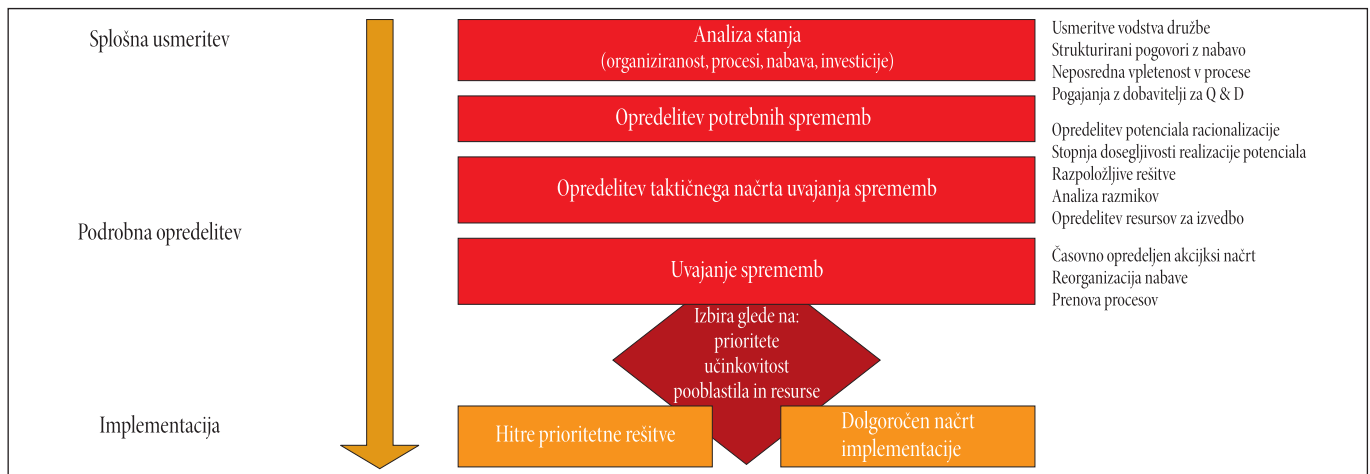 Splošna usmeritev
Analiza stanja
(organiziranost, procesi, nabava, investicije)
Usmeritve vodstva družbe
Strukturirani pogovori z nabavo
Neposredna vpletenost v procese
Pogajanja z dobavitelji za Q & D
Opredelitev potrebnih sprememb
Opredelitev potenciala racionalizacije
Stopnja dosegljivosti realizacije potenciala
Razpoložljive rešitve
Analiza razmikov
Opredelitev resursov za izvedbo
Opredelitev taktičnega načrta uvajanja sprememb
Podrobna opredelitev
Uvajanje sprememb
Časovno opredeljen akcijksi načrt
Reorganizacija nabave
Prenova procesov
Izbira glede na:
prioritete
učinkovitost
pooblastila in resurse
Implementacija
Hitre prioritetne rešitve
Dolgoročen načrt
implementacije